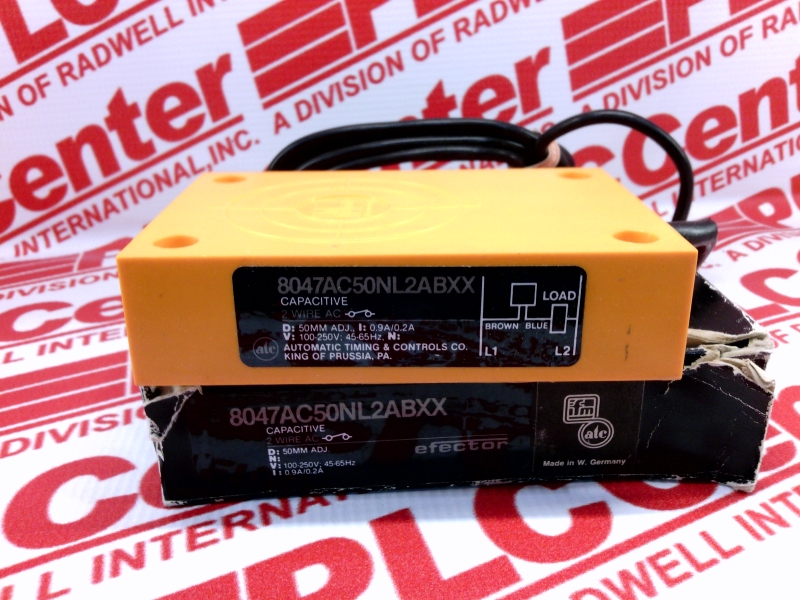 PLC Center
A DIVISION OF RADWELL INTERNATIONAL, INC.
8047AC50NL2ABXX
CAPACITIVE
2 WIRE AC
D: 50MM ADJ., I: 0.9A/0.2A
V: 100-250V; 45-65Hz, N:
atc AUTOMATIC TIMING & CONTROLS CO.
KING OF PRUSSIA, PA.
LOAD
BROWN BLUE
L1 L2
8047AC50NL2ABXX
CAPACITIVE
2 WIRE AC
D: 50MM ADJ
N:
V: 100-250V; 45-65Hz
I: 0.9A/0.2A
efector
ifm
atc
Made in W. Germany